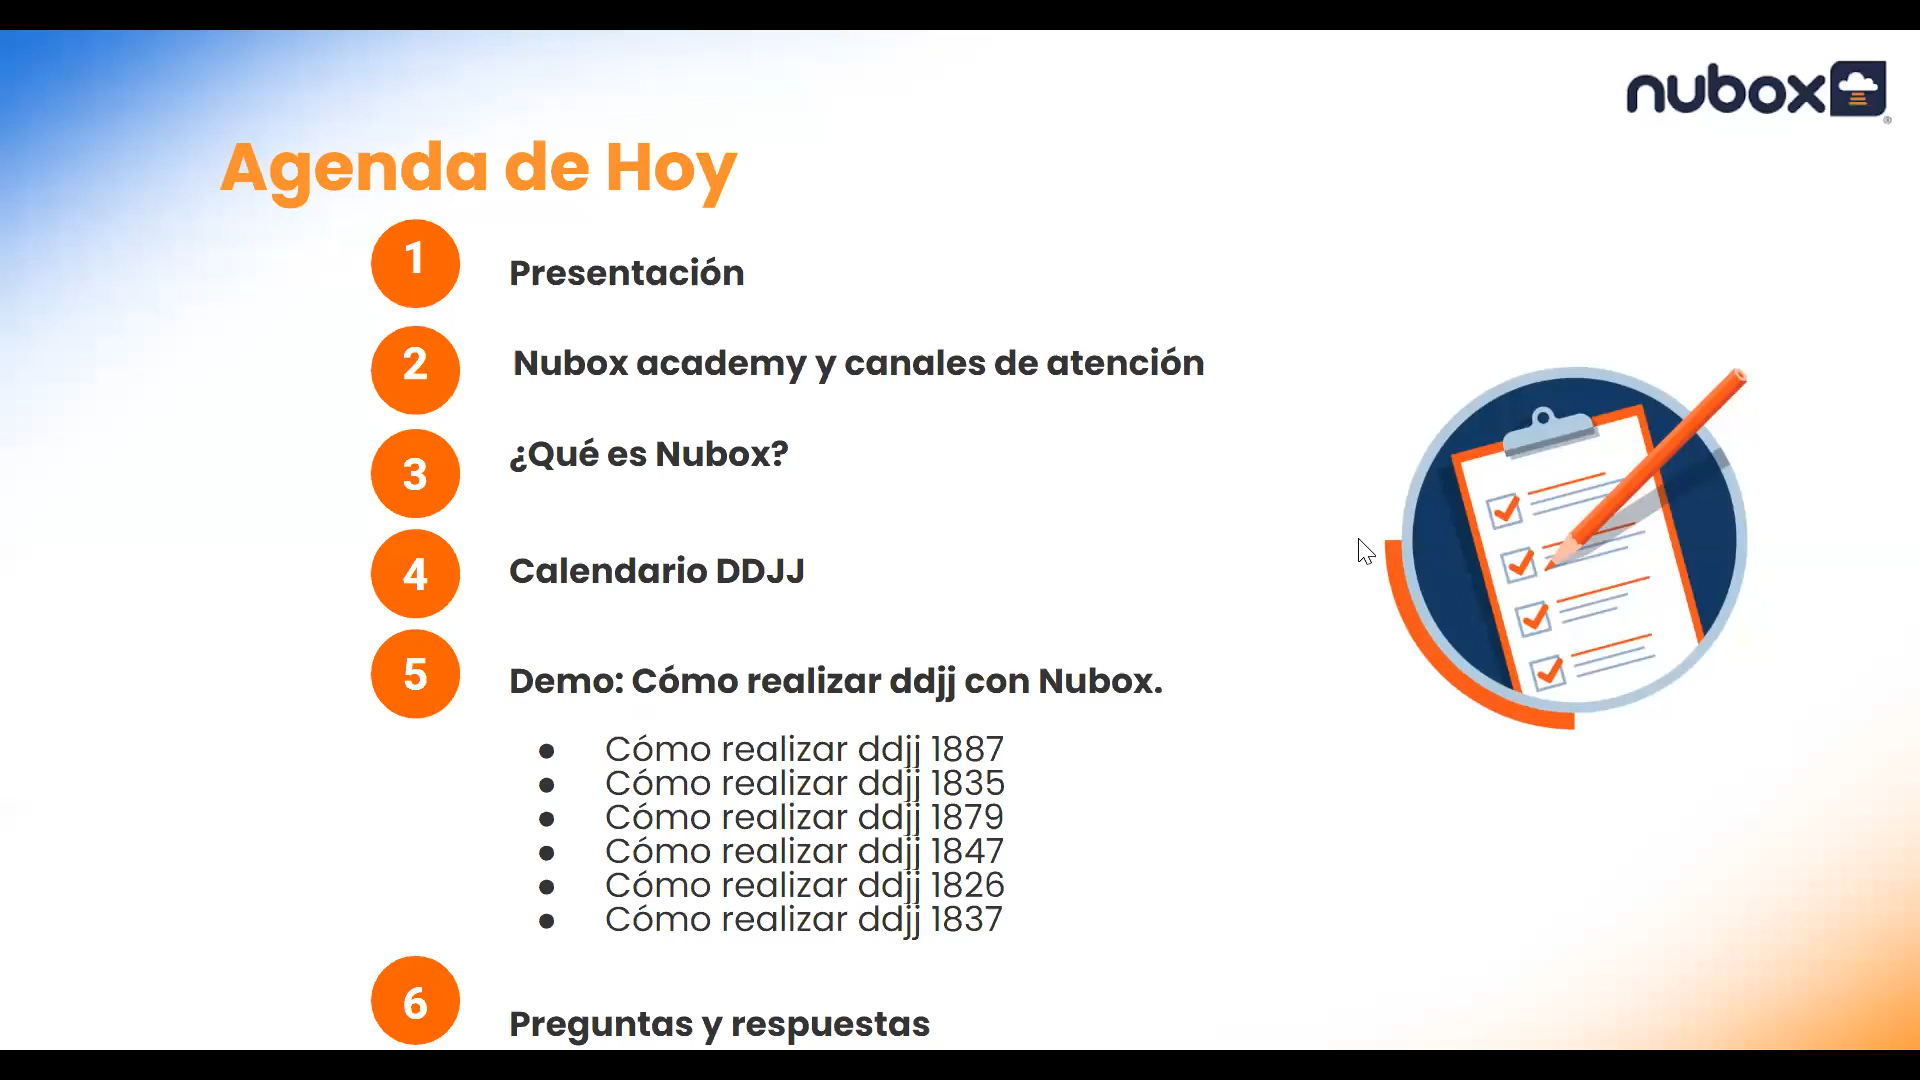 nubox
Agenda de Hoy
1
Presentación
2
Nubox academy y canales de atención
3
¿Qué es Nubox?
4
Calendario DDJJ
5
Demo: Cómo realizar ddjj con Nubox.
● Cómo realizar ddjj 1887
● Cómo realizar ddjj 1835
● Cómo realizar ddjj 1879
● Cómo realizar ddjj 1847
● Cómo realizar ddjj 1826
● Cómo realizar ddjj 1837
6
Preguntas y respuestas